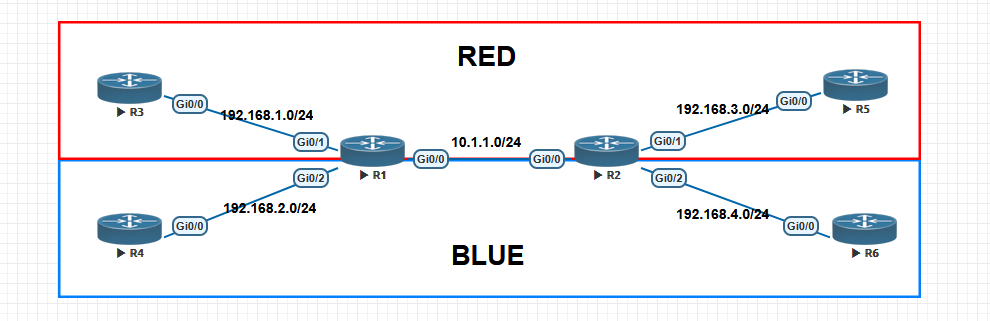 RED
R3
Gi0/0
192.168.1.0/24
Gi0/1
R1
Gi0/0
10.1.1.0/24
Gi0/0
R2
Gi0/1
192.168.3.0/24
Gi0/0
R5
Gi0/2
192.168.2.0/24
Gi0/0
R4
Gi0/2
192.168.4.0/24
Gi0/0
R6
BLUE